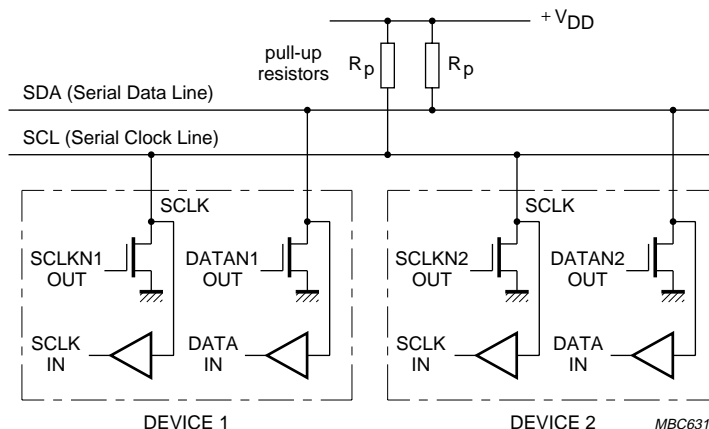 + VDD
pull-up
resistors
Rp
Rp
SDA (Serial Data Line)
SCL (Serial Clock Line)
SCLK
SCLK
SCLKN1
OUT
DATAN1
OUT
SCLKN2
OUT
DATAN2
OUT
SCLK
IN
DATA
IN
SCLK
IN
DATA
IN
DEVICE 1
DEVICE 2
MBC631